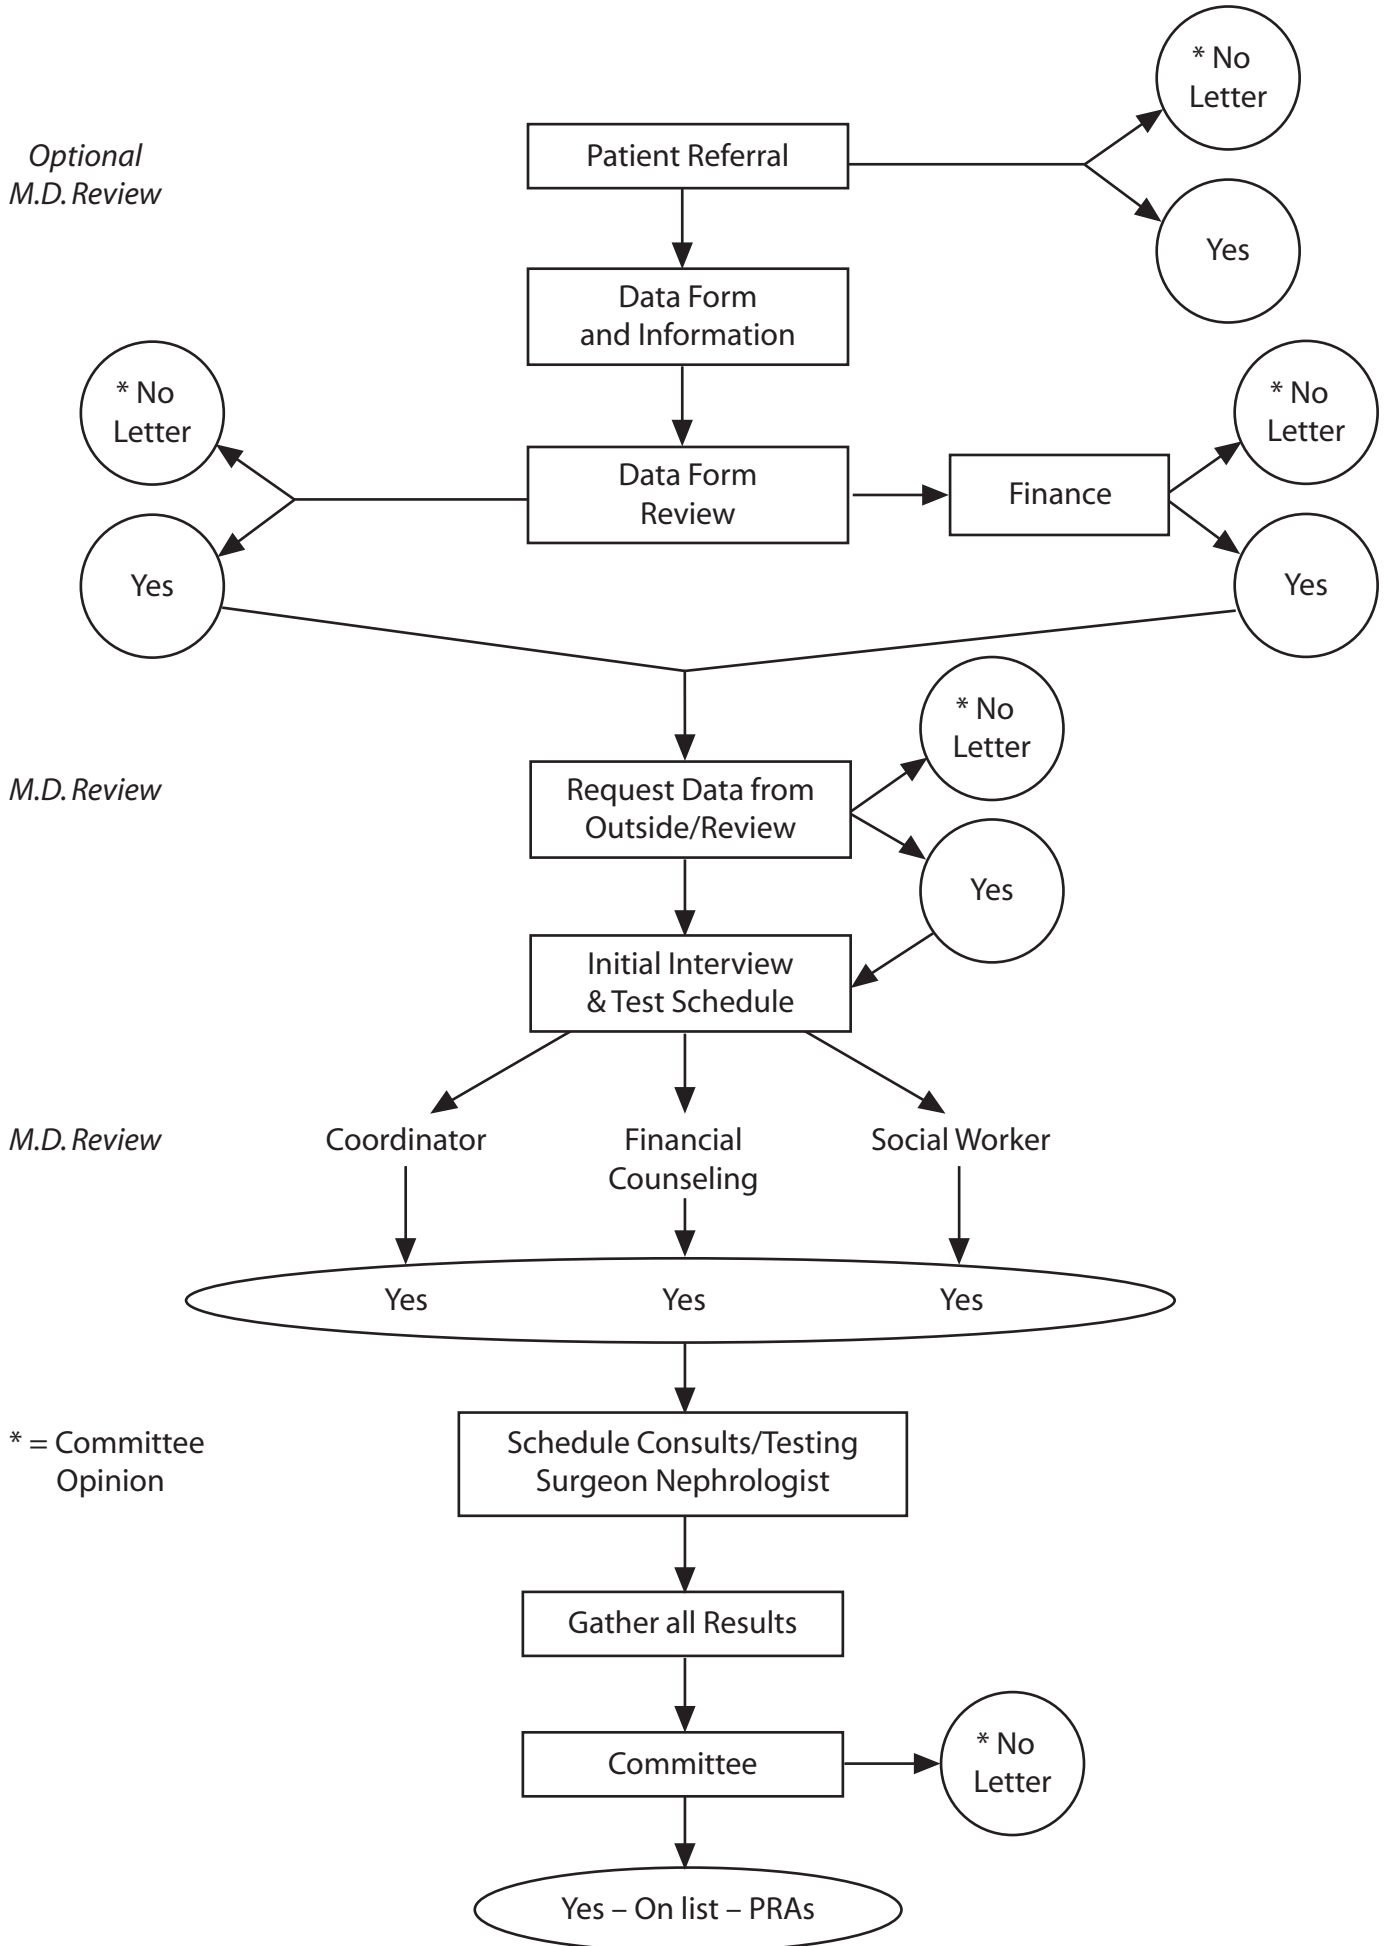 * No
Letter
Optional
M.D. Review
Patient Referral
Yes
Data Form
and Information
* No
Letter
* No
Letter
Data Form
Review
Finance
Yes
Yes
* No
Letter
M.D. Review
Request Data from
Outside/Review
Yes
Initial Interview
& Test Schedule
M.D. Review
Coordinator
Financial
Counseling
Social Worker
Yes
Yes
Yes
* = Committee
Opinion
Schedule Consults/Testing
Surgeon Nephrologist
Gather all Results
Committee
* No
Letter
Yes – On list – PRAs